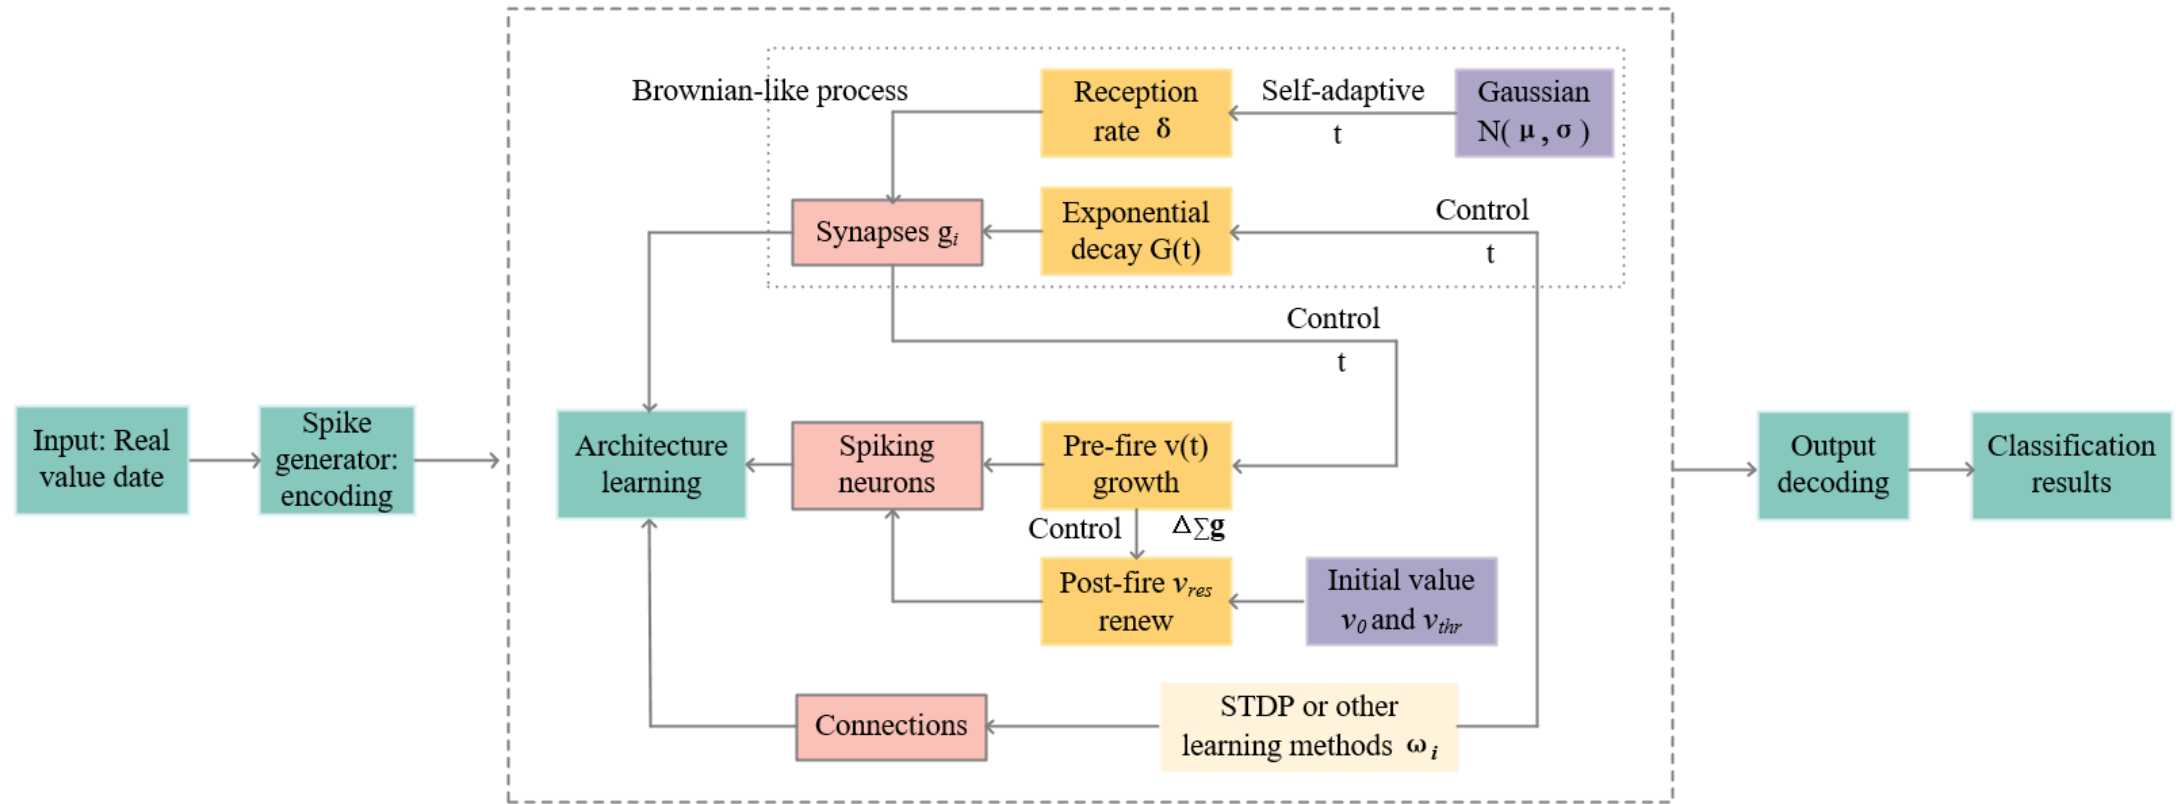 Brownian-like process
Reception
rate δ
Self-adaptive
t
Gaussian
N( μ , σ )
Synapses gi
Exponential
decay G(t)
Control
t
Control
t
Input: Real
value date
Spike
generator:
encoding
Architecture
learning
Spiking
neurons
Pre-fire v(t)
growth
Control
Δ∑g
Post-fire vres
renew
Initial value
v0 and vthr
Connections
STDP or other
learning methods ωi
Output
decoding
Classification
results